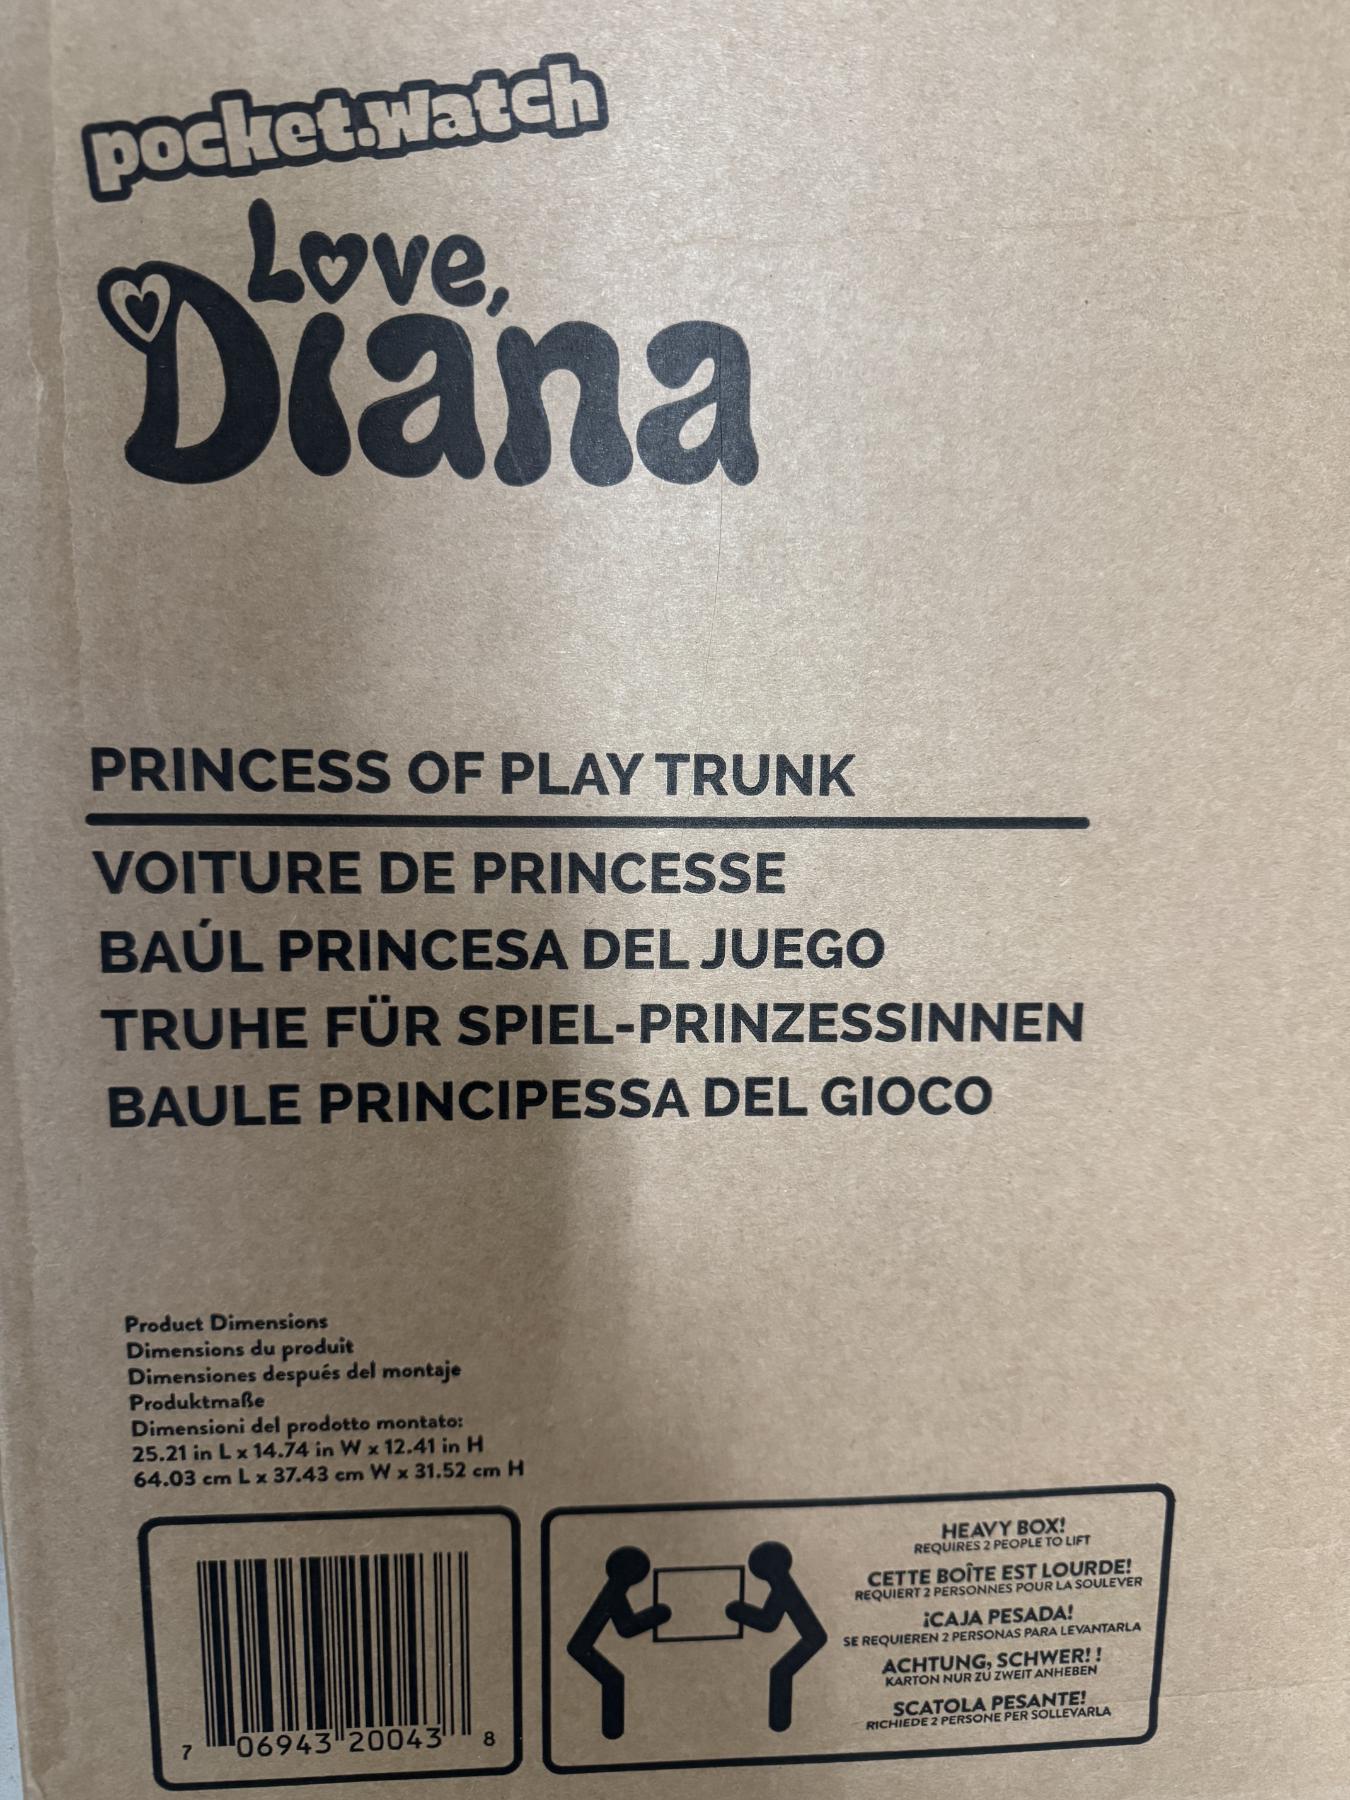 pocket.watch
Love,
Diana
PRINCESS OF PLAY TRUNK
VOITURE DE PRINCESSE
BAÚL PRINCESA DEL JUEGO
TRUHE FÜR SPIEL-PRINZESSINNEN
BAULE PRINCIPESSA DEL GIOCO
Product Dimensions
Dimensions du produit
Dimensiones después del montaje
Produktmaße
Dimensioni del prodotto montato:
25.21 in L x 14.74 in W x 12.41 in H
64.03 cm L x 37.43 cm W x 31.52 cm H
7 06943 20043 8
HEAVY BOX!
REQUIRES 2 PEOPLE TO LIFT
CETTE BOÎTE EST LOURDE!
REQUIERT 2 PERSONNES POUR LA SOULEVER
¡CAJA PESADA!
SE REQUIEREN 2 PERSONAS PARA LEVANTARLA
ACHTUNG, SCHWER! !
KARTON NUR ZU ZWEIT ANHEBEN
SCATOLA PESANTE!
RICHIEDE 2 PERSONE PER SOLLEVARLA